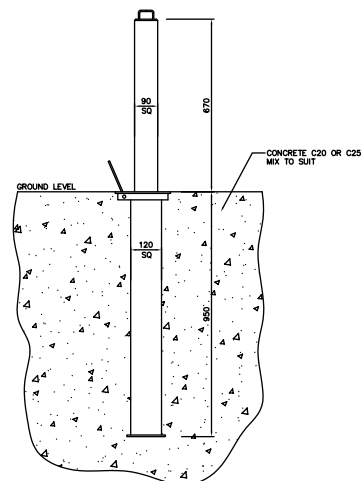 90
SQ
670
CONCRETE C20 OR C25
MIX TO SUIT
GROUND LEVEL
120
SQ
950